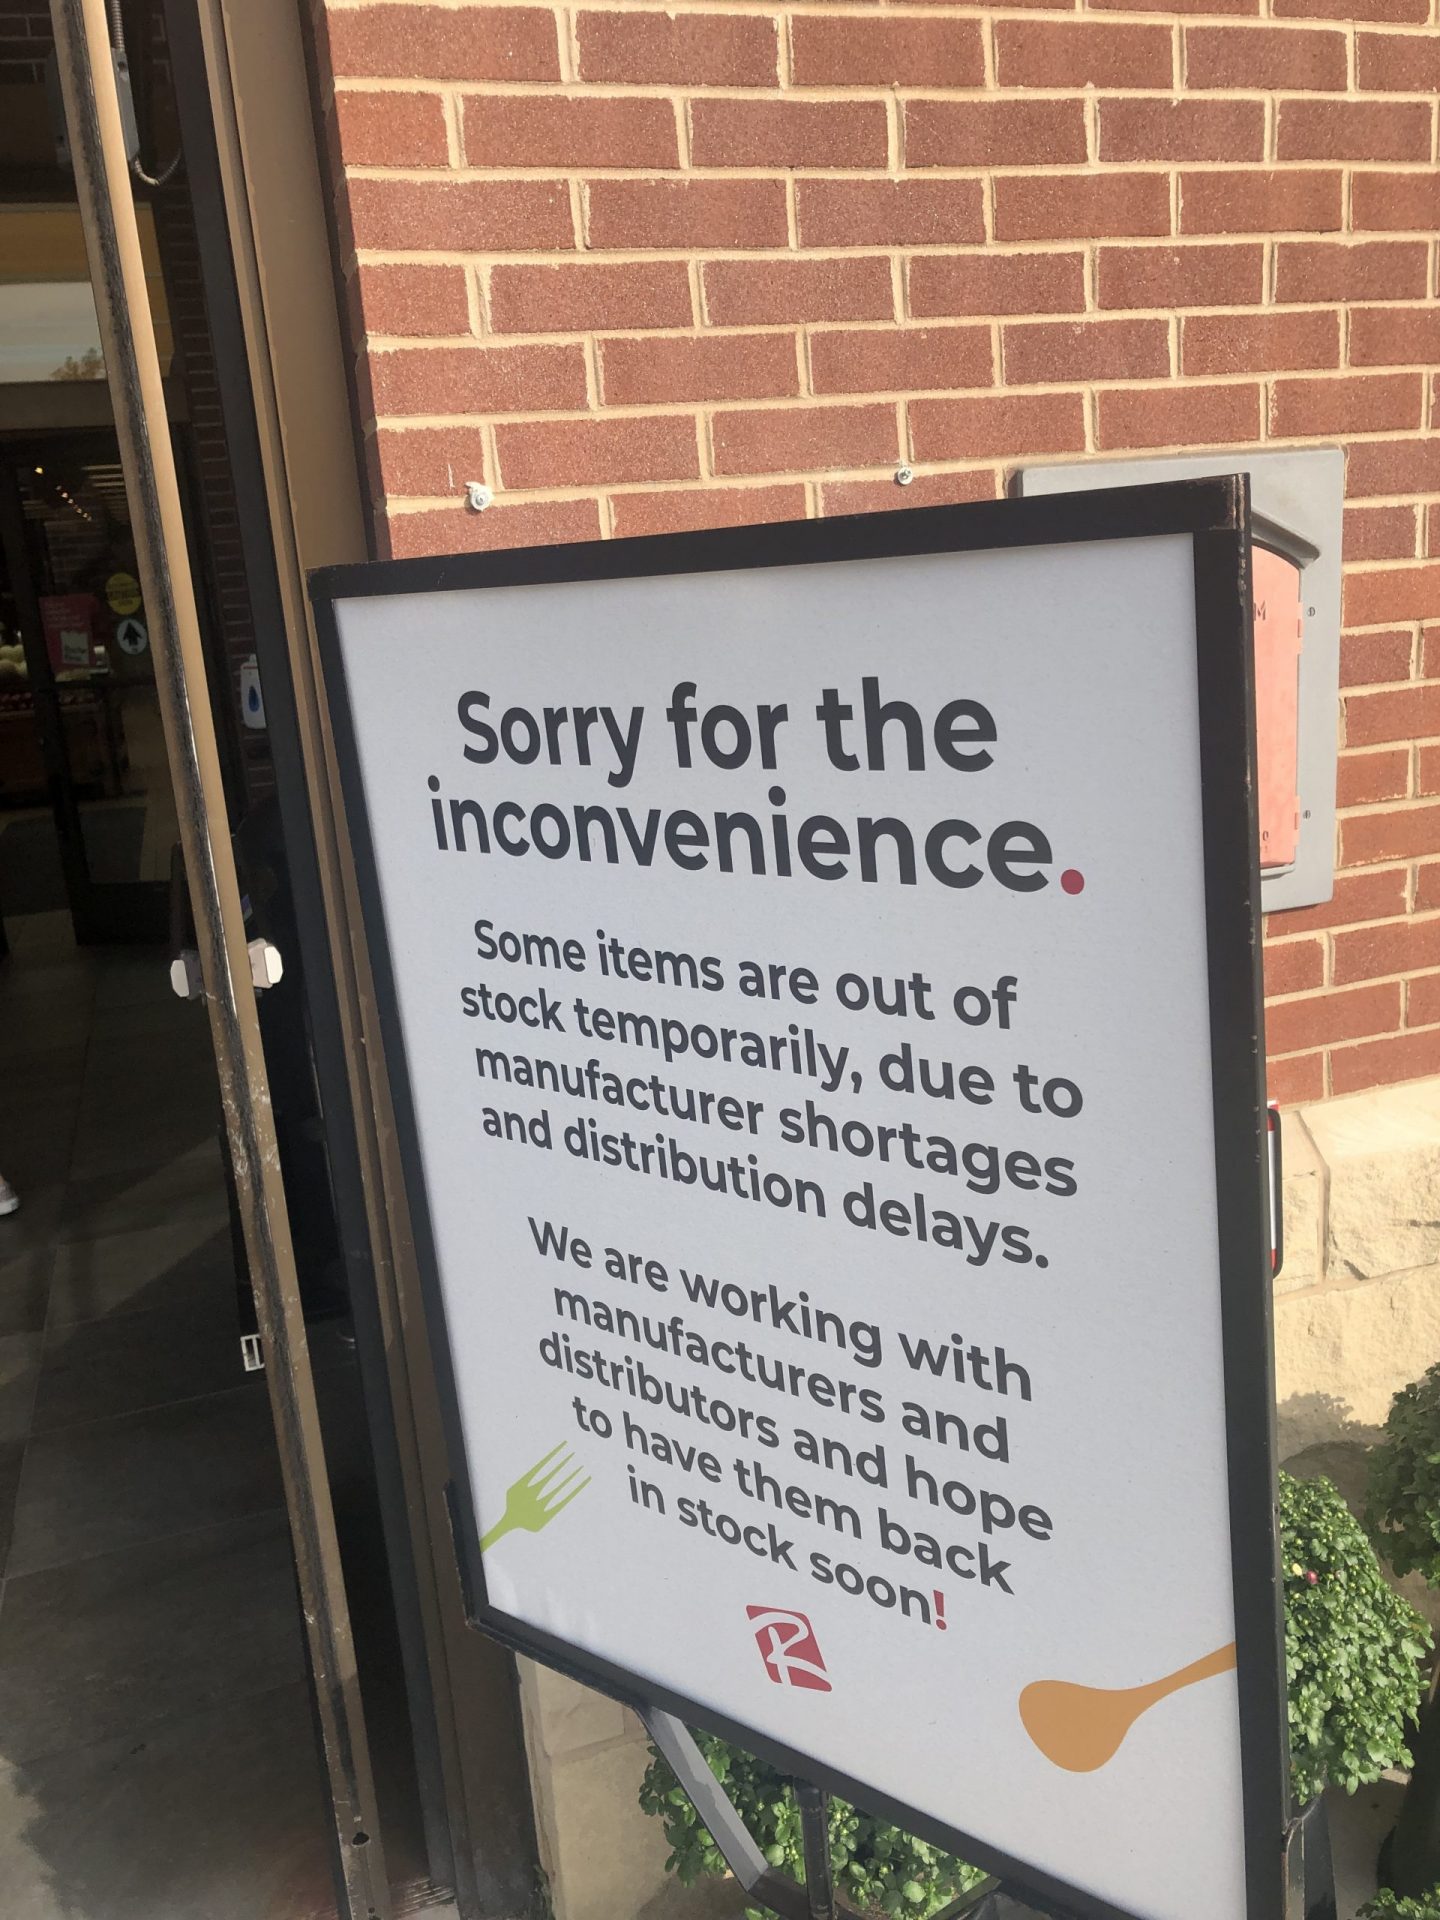 Sorry for the
inconvenience.
Some items are out of
stock temporarily, due to
manufacturer shortages
and distribution delays.
We are working with
manufacturers and
distributors and hope
to have them back
in stock soon!
R